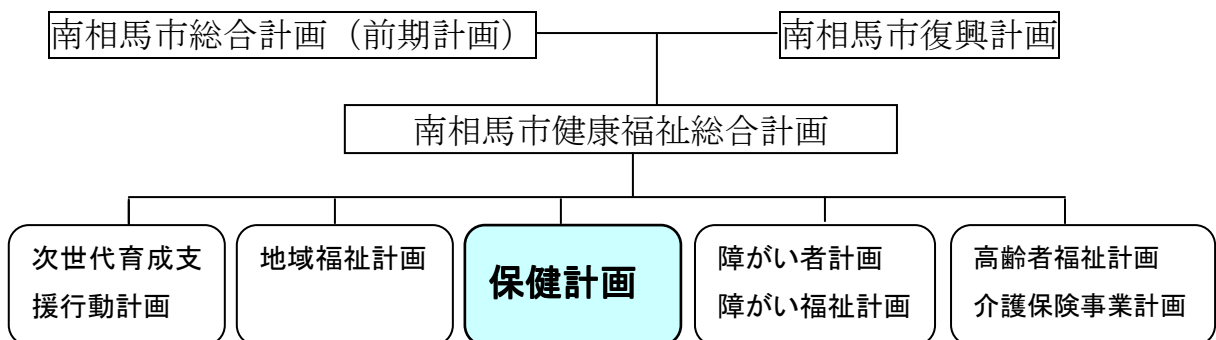 南相馬市総合計画（前期計画）
南相馬市復興計画
南相馬市健康福祉総合計画
次世代育成支
援行動計画
地域福祉計画
保健計画
障がい者計画
障がい福祉計画
高齢者福祉計画
介護保険事業計画